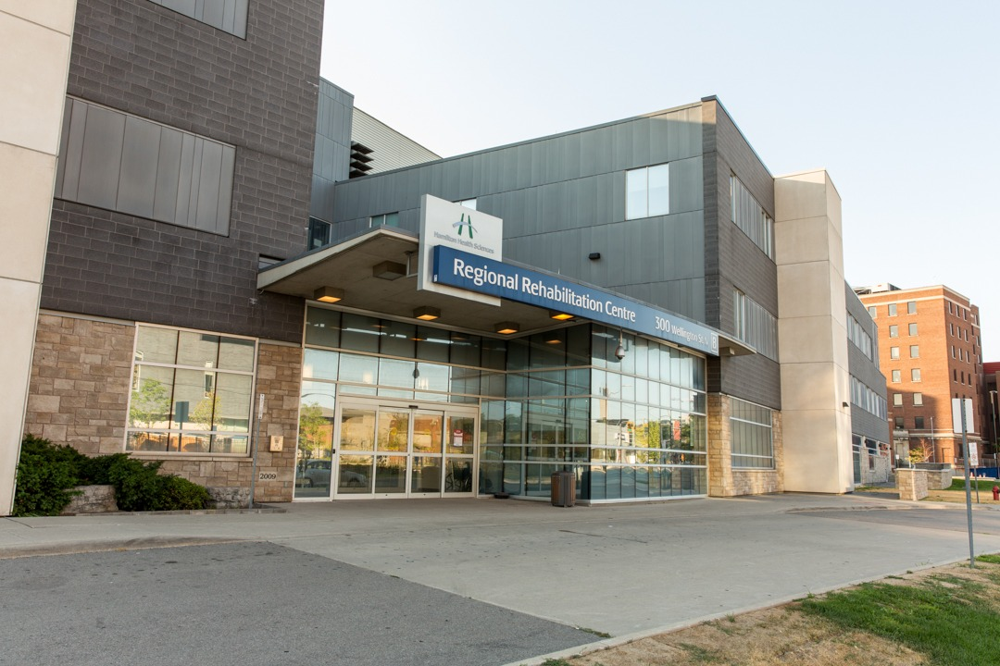 Hamilton Health Sciences
Regional Rehabilitation Centre
300 Wellington St. N.
2009